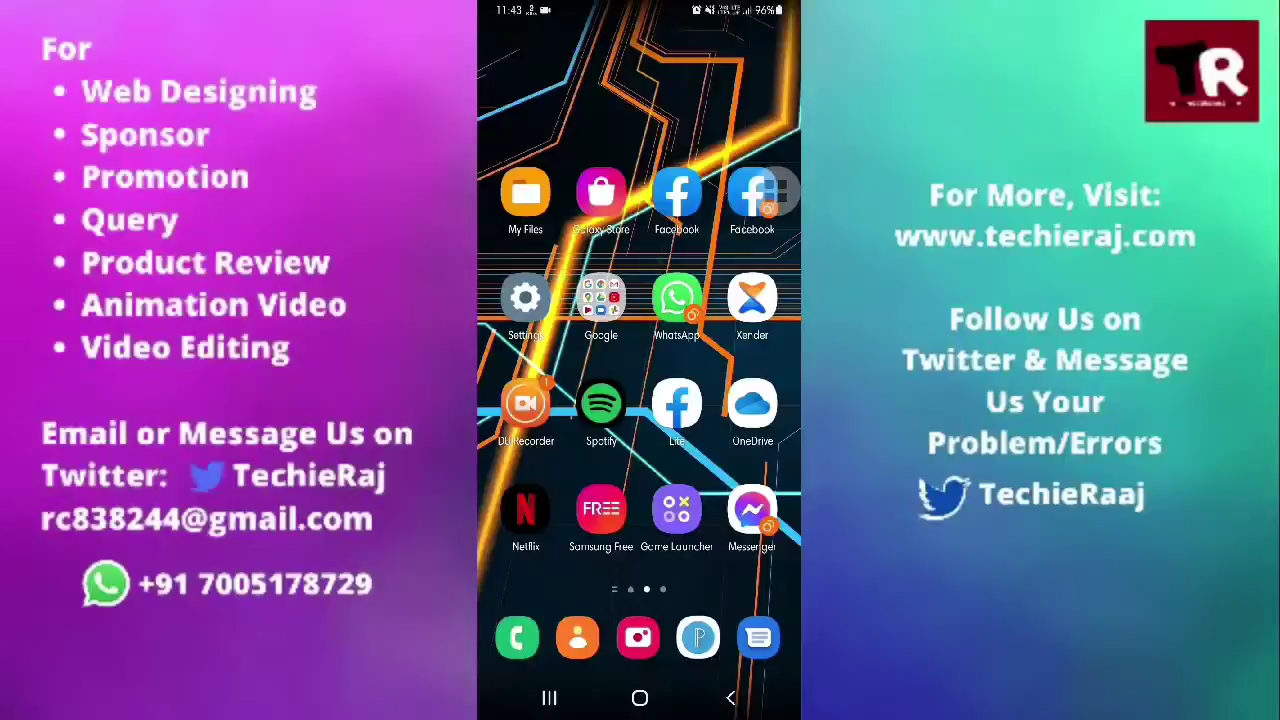 For
• Web Designing
• Sponsor
• Promotion
• Query
• Product Review
• Animation Video
• Video Editing
Email or Message Us on
Twitter: TechieRaj
rc838244@gmail.com
+91 7005178729
11:43
96%
My Files
Galaxy Store
Facebook
Facebook
Settings
Google
WhatsApp
Xender
DU Recorder
Spotify
Lite
OneDrive
Netflix
FREE
Samsung Free
Game Launcher
Messenger
TR
For More, Visit:
www.techieraj.com
Follow Us on
Twitter & Message
Us Your
Problem/Errors
TechieRaaj